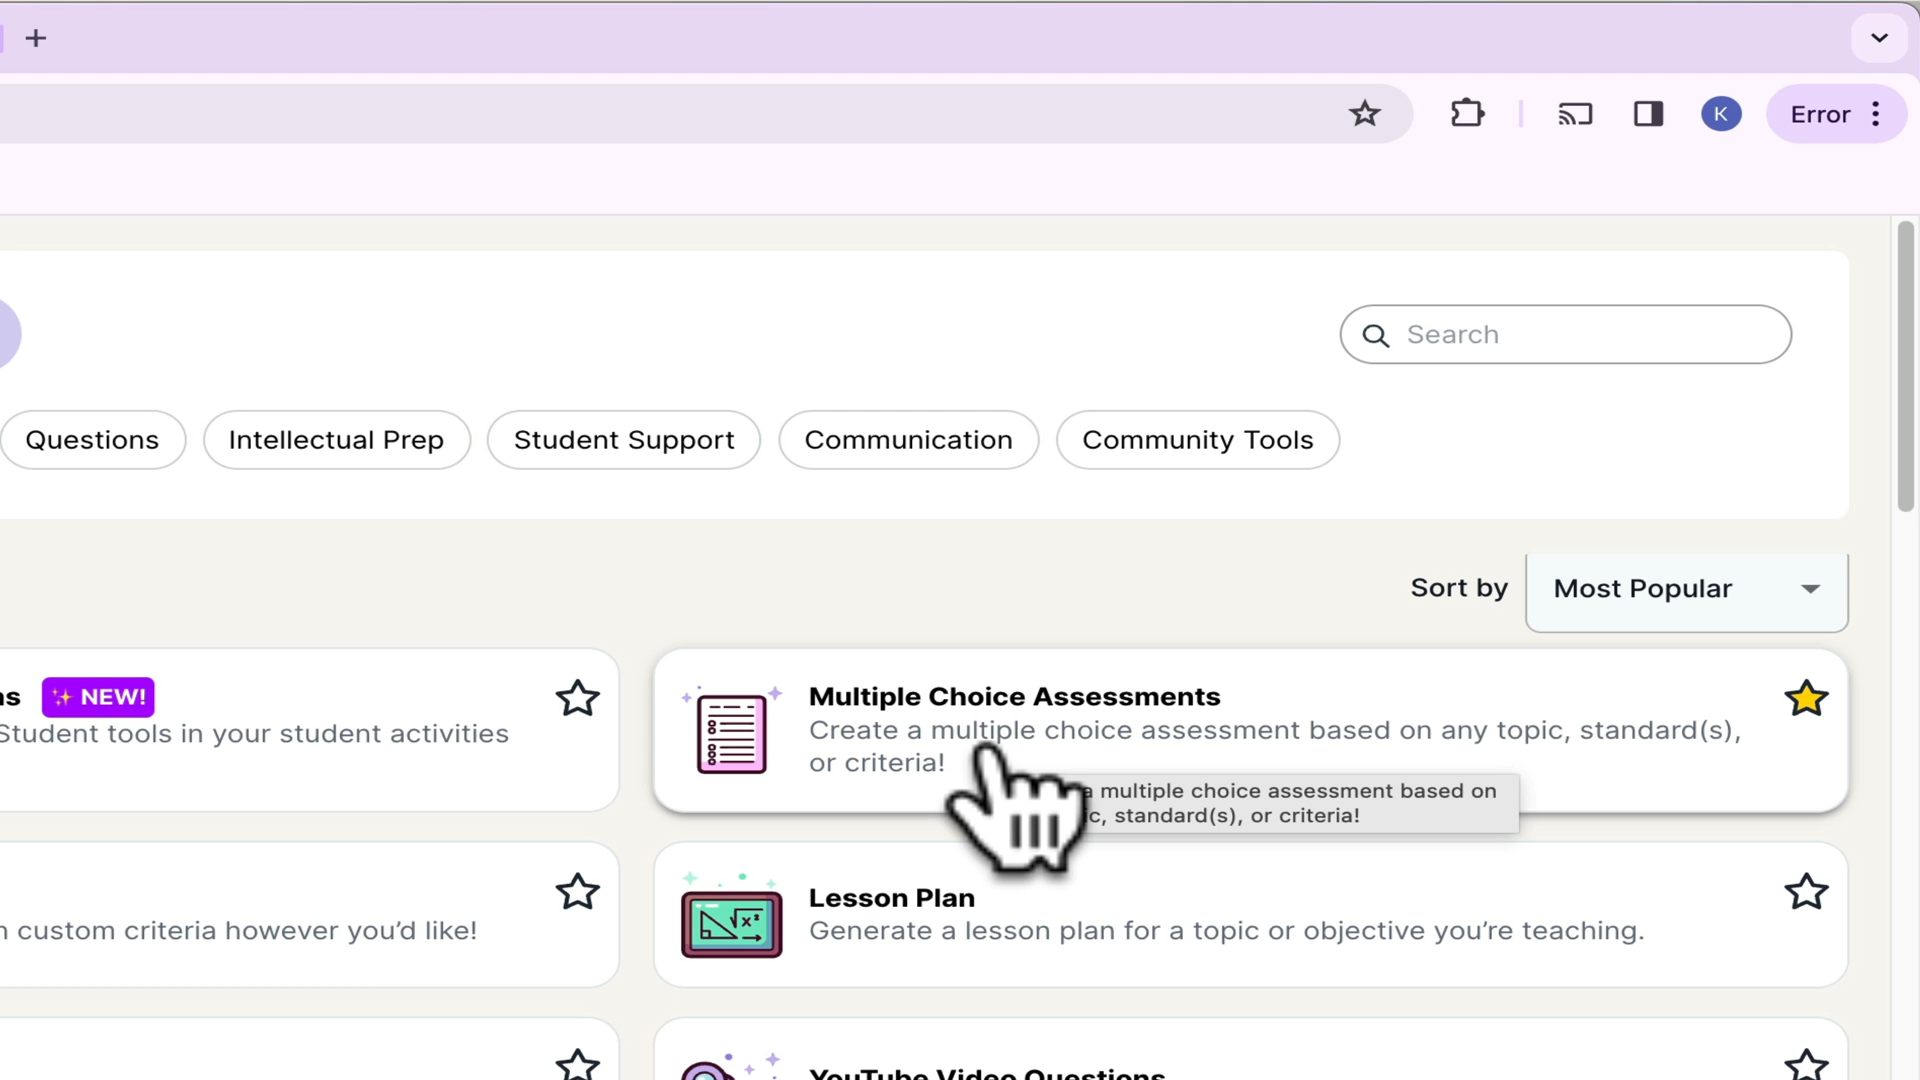 K
Error
Search
Questions
Intellectual Prep
Student Support
Communication
Community Tools
Sort by
Most Popular
NEW!
Student tools in your student activities
Multiple Choice Assessments
Create a multiple choice assessment based on any topic, standard(s),
or criteria!
a multiple choice assessment based on
c, standard(s), or criteria!
custom criteria however you'd like!
Lesson Plan
Generate a lesson plan for a topic or objective you're teaching.
YouTube Video Questions